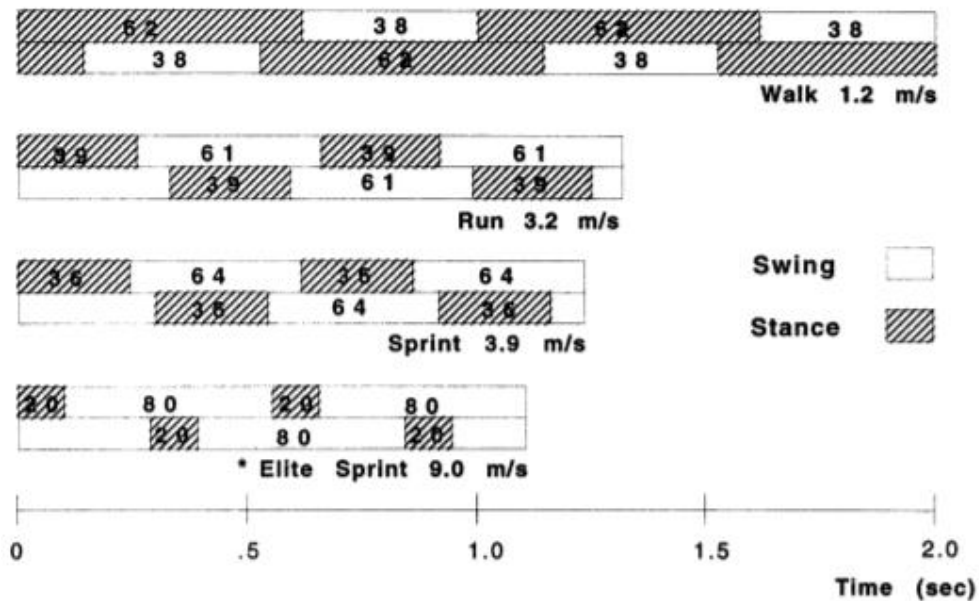 62 38 62 38
38 62 38
Walk 1.2 m/s
39 61 39 61
39 61 39
Run 3.2 m/s
36 64 36 64
36 64 36
Sprint 3.9 m/s
Swing
Stance
20 80 20 80
20 80 20
* Elite Sprint 9.0 m/s
0 .5 1.0 1.5 2.0
Time (sec)